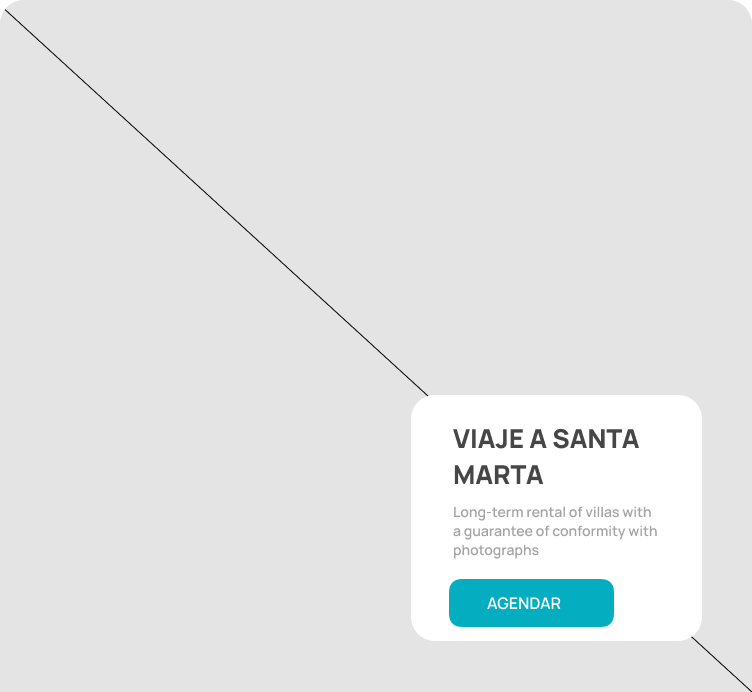 VIAJE A SANTA
MARTA
Long-term rental of villas with
a guarantee of conformity with
photographs
AGENDAR